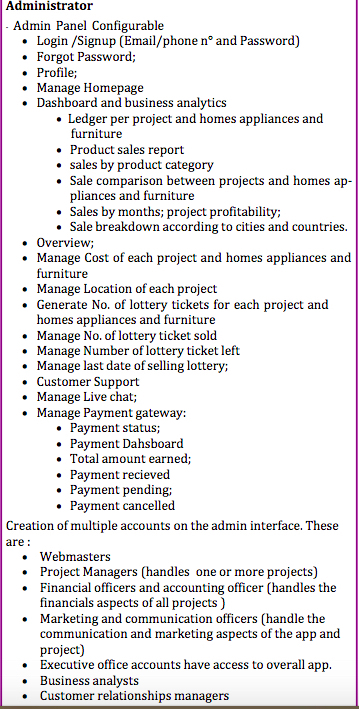 Administrator
- Admin Panel Configurable
• Login /Signup (Email/phone n° and Password)
• Forgot Password;
• Profile;
• Manage Homepage
• Dashboard and business analytics
• Ledger per project and homes appliances and
furniture
• Product sales report
• sales by product category
• Sale comparison between projects and homes ap-
pliances and furniture
• Sales by months; project profitability;
• Sale breakdown according to cities and countries.
• Overview;
• Manage Cost of each project and homes appliances and
furniture
• Manage Location of each project
• Generate No. of lottery tickets for each project and
homes appliances and furniture
• Manage No. of lottery ticket sold
• Manage Number of lottery ticket left
• Manage last date of selling lottery;
• Customer Support
• Manage Live chat;
• Manage Payment gateway:
• Payment status;
• Payment Dahsboard
• Total amount earned;
• Payment recieved
• Payment pending;
• Payment cancelled
Creation of multiple accounts on the admin interface. These
are :
• Webmasters
• Project Managers (handles one or more projects)
• Financial officers and accounting officer (handles the
financials aspects of all projects )
• Marketing and communication officers (handle the
communication and marketing aspects of the app and
project)
• Executive office accounts have access to overall app.
• Business analysts
• Customer relationships managers